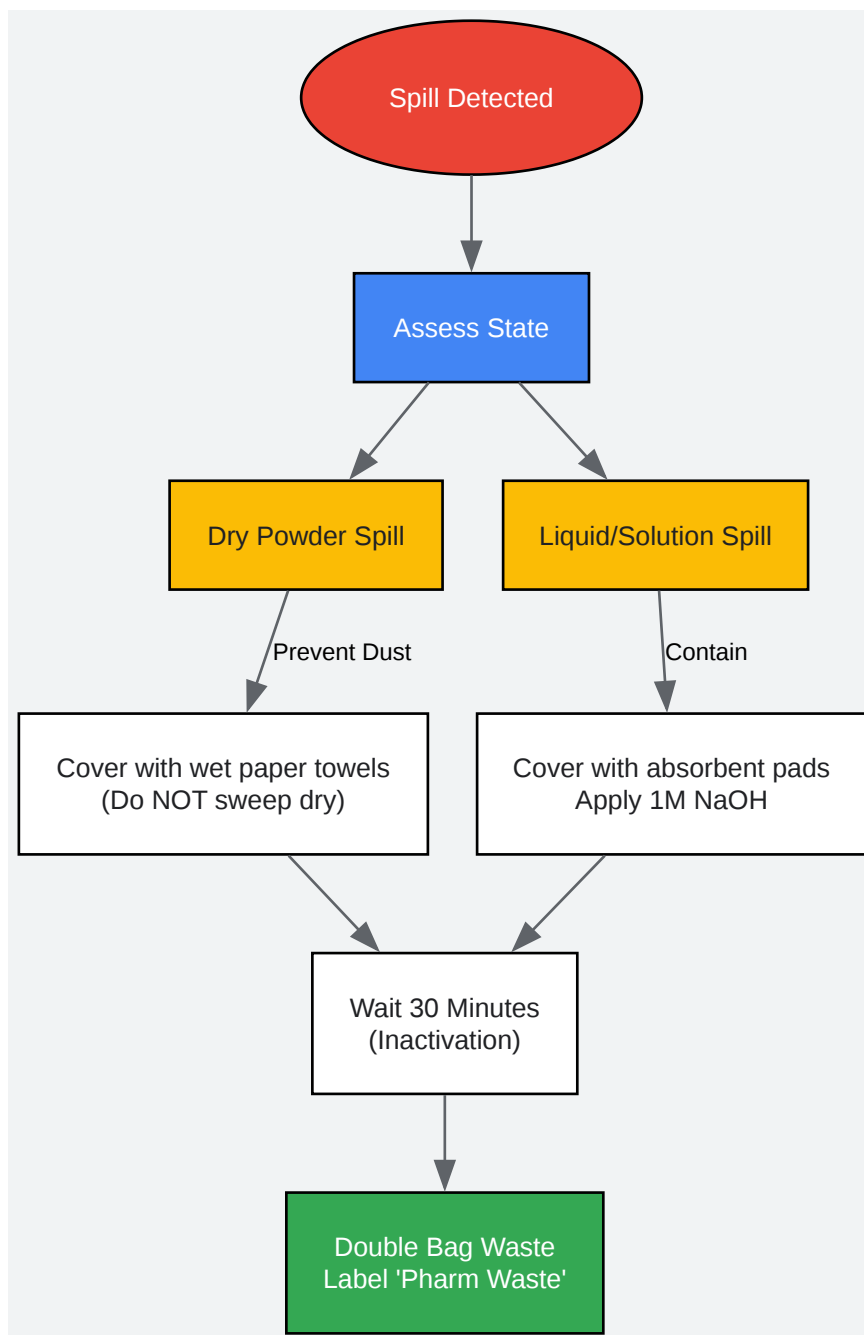 Spill Detected
Assess State
Dry Powder Spill
Liquid/Solution Spill
Prevent Dust
Contain
Cover with wet paper towels
(Do NOT sweep dry)
Cover with absorbent pads
Apply 1M NaOH
Wait 30 Minutes
(Inactivation)
Double Bag Waste
Label 'Pharm Waste'